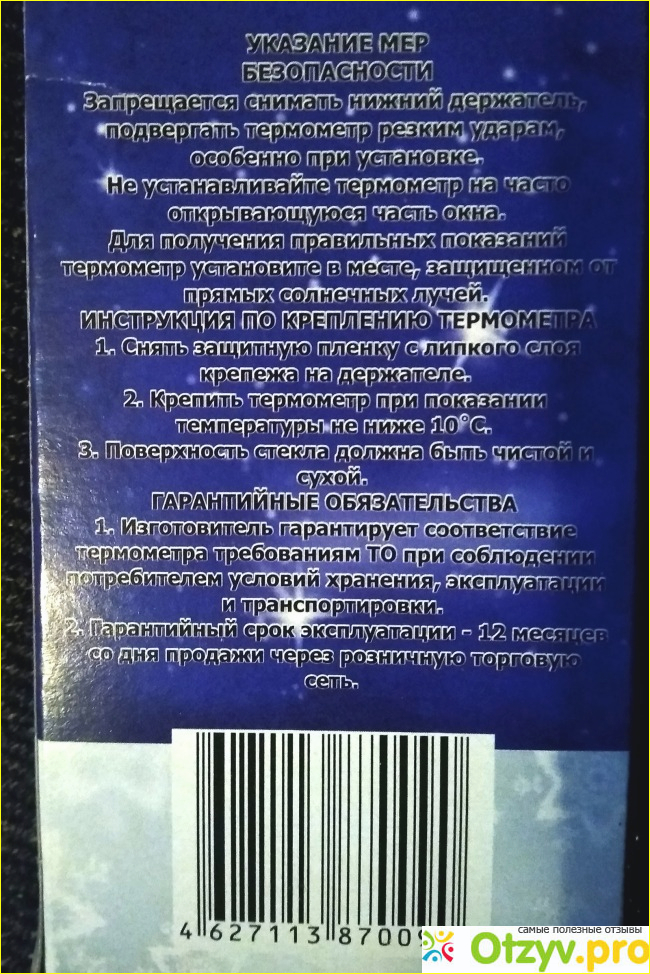 УКАЗАНИЕ МЕР
БЕЗОПАСНОСТИ
Запрещается снимать нижний держатель,
подвергать термометр резким ударам,
особенно при установке.
Не устанавливайте термометр на часто
открывающуюся часть окна.
Для получения правильных показаний
термометр установите в месте, защищенном от
прямых солнечных лучей.
ИНСТРУКЦИЯ ПО КРЕПЛЕНИЮ ТЕРМОМЕТРА
1. Снять защитную пленку с липкого слоя
крепежа на держателе.
2. Крепить термометр при показании
температуры не ниже 10°С.
3. Поверхность стекла должна быть чистой и
сухой.
ГАРАНТИЙНЫЕ ОБЯЗАТЕЛЬСТВА
1. Изготовитель гарантирует соответствие
термометра требованиям ТО при соблюдении
потребителем условий хранения, эксплуатации
и транспортировки.
2. Гарантийный срок эксплуатации - 12 месяцев
со дня продажи через розничную торговую
сеть.
4 627113 87009
самые полезные отзывы
Otzyv.pro